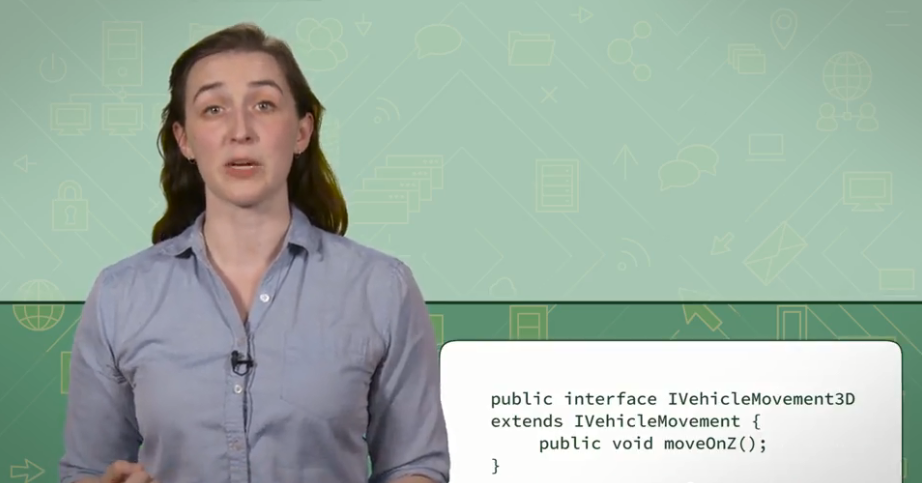 public interface IVehicleMovement3D
extends IVehicleMovement {
public void moveOnZ();
}